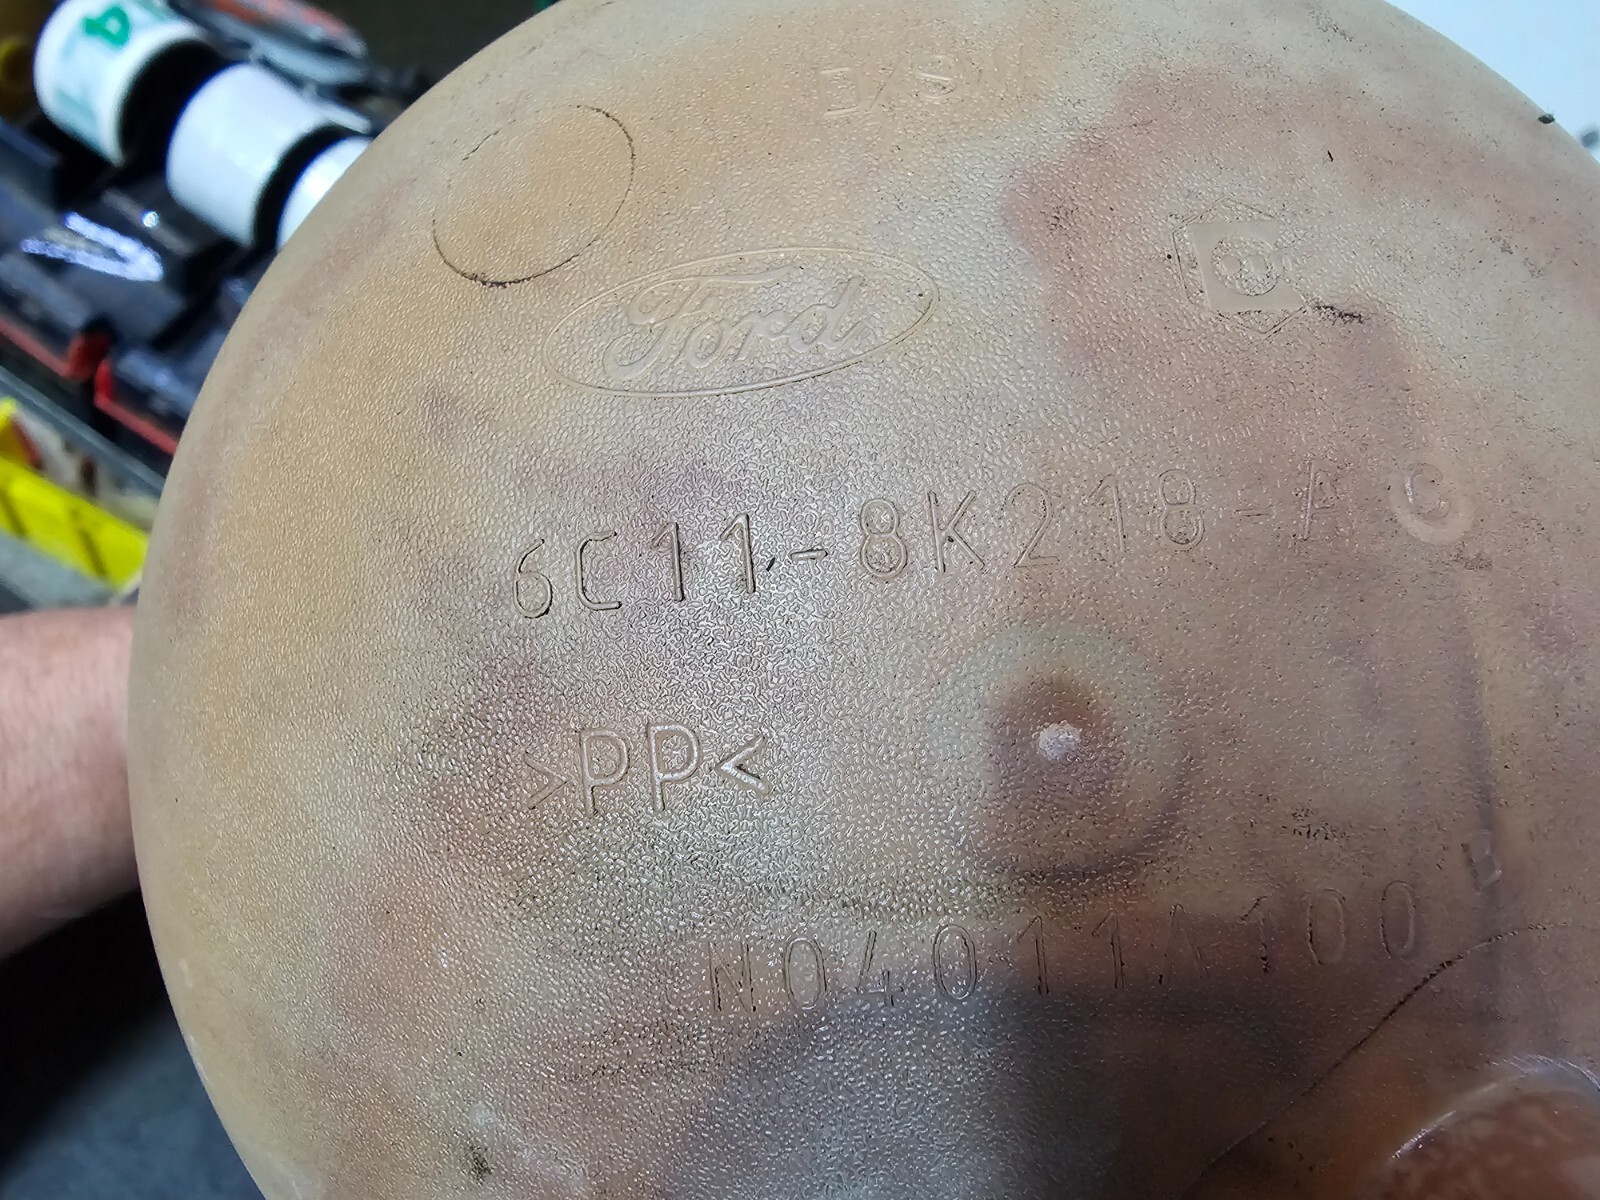 Ford
6C11-8K218-AC
>PP<
B
N04011A100